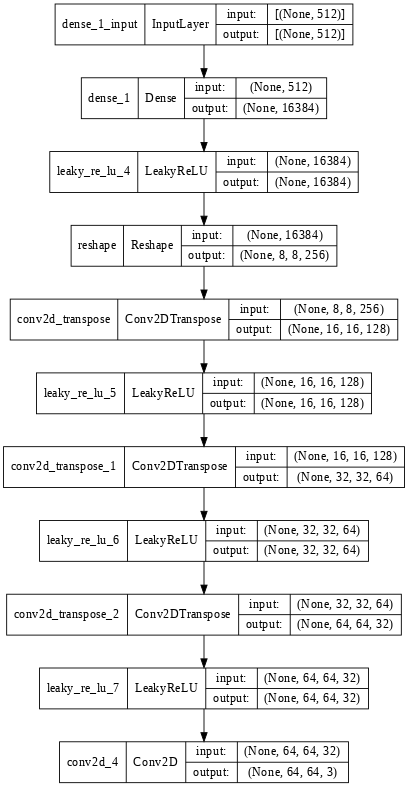 dense_1_input InputLayer input: [(None, 512)]
output: [(None, 512)]
dense_1 Dense input: (None, 512)
output: (None, 16384)
leaky_re_lu_4 LeakyReLU input: (None, 16384)
output: (None, 16384)
reshape Reshape input: (None, 16384)
output: (None, 8, 8, 256)
conv2d_transpose Conv2DTranspose input: (None, 8, 8, 256)
output: (None, 16, 16, 128)
leaky_re_lu_5 LeakyReLU input: (None, 16, 16, 128)
output: (None, 16, 16, 128)
conv2d_transpose_1 Conv2DTranspose input: (None, 16, 16, 128)
output: (None, 32, 32, 64)
leaky_re_lu_6 LeakyReLU input: (None, 32, 32, 64)
output: (None, 32, 32, 64)
conv2d_transpose_2 Conv2DTranspose input: (None, 32, 32, 64)
output: (None, 64, 64, 32)
leaky_re_lu_7 LeakyReLU input: (None, 64, 64, 32)
output: (None, 64, 64, 32)
conv2d_4 Conv2D input: (None, 64, 64, 32)
output: (None, 64, 64, 3)